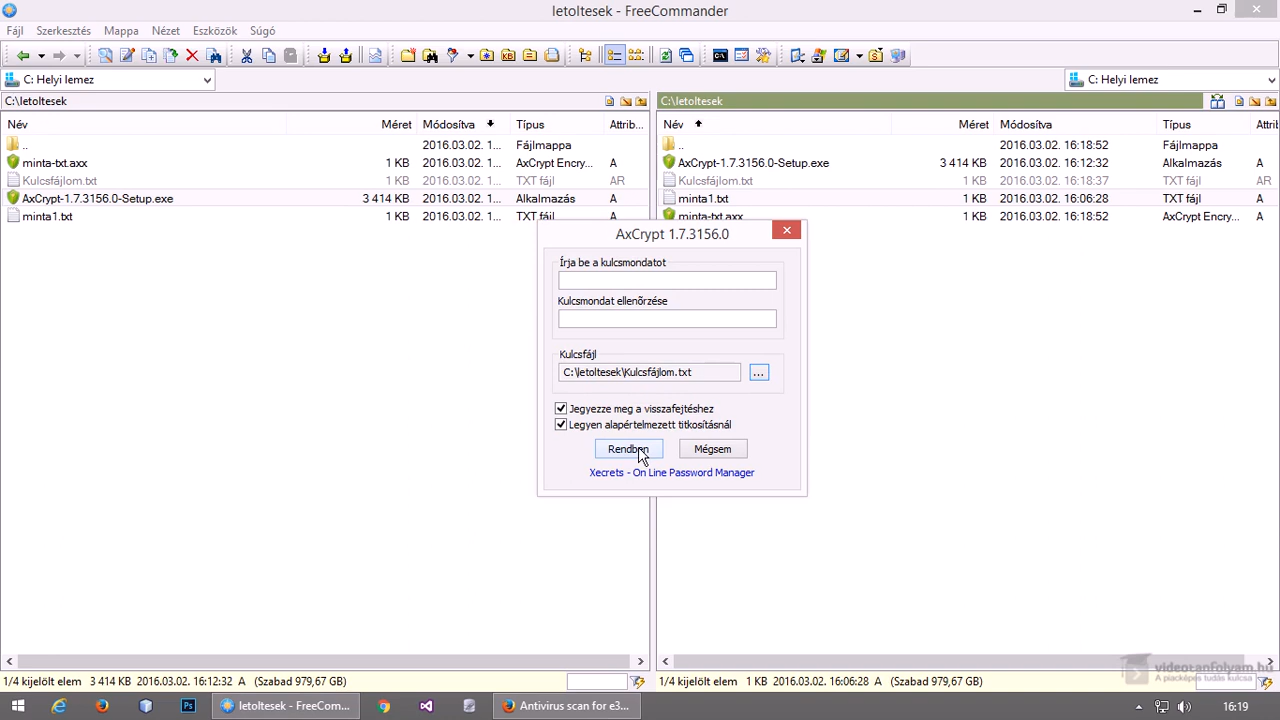 letoltesek - FreeCommander
Fájl Szerkesztés Mappa Nézet Eszközök Súgó
C: Helyi lemez
C: Helyi lemez
C:\letoltesek
C:\letoltesek
Név Méret Módosítva Típus Attrib...
.. 2016.03.02. 1... Fájlmappa
minta-txt.axx 1 KB 2016.03.02. 1... AxCrypt Encry... A
Kulcsfájlom.txt 1 KB 2016.03.02. 1... TXT fájl AR
AxCrypt-1.7.3156.0-Setup.exe 3 414 KB 2016.03.02. 1... Alkalmazás A
minta1.txt 1 KB 2016.03.02. 1... TXT fájl A
Név Méret Módosítva Típus Attrib
.. 2016.03.02. 16:18:52 Fájlmappa
AxCrypt-1.7.3156.0-Setup.exe 3 414 KB 2016.03.02. 16:12:32 Alkalmazás A
Kulcsfájlom.txt 1 KB 2016.03.02. 16:18:37 TXT fájl AR
minta1.txt 1 KB 2016.03.02. 16:06:28 TXT fájl A
minta-txt.axx 1 KB 2016.03.02. 16:18:52 AxCrypt Encry... A
AxCrypt 1.7.3156.0
Írja be a kulcsmondatot
Kulcsmondat ellenõrzése
Kulcsfájl
C:\letoltesek\Kulcsfájlom.txt ...
Jegyezze meg a visszafejtéshez
Legyen alapértelmezett titkosításnál
Rendben Mégsem
Xecrets - On Line Password Manager
1/4 kijelölt elem 3 414 KB 2016.03.02. 16:12:32 A (Szabad 979,67 GB)
1/4 kijelölt elem 1 KB 2016.03.02. 16:06:28 A (Szabad 979,67 GB)
videotanfolyam.hu
A piacképes tudás kulcsa
letoltesek - FreeCom... Antivirus scan for e3... 16:19